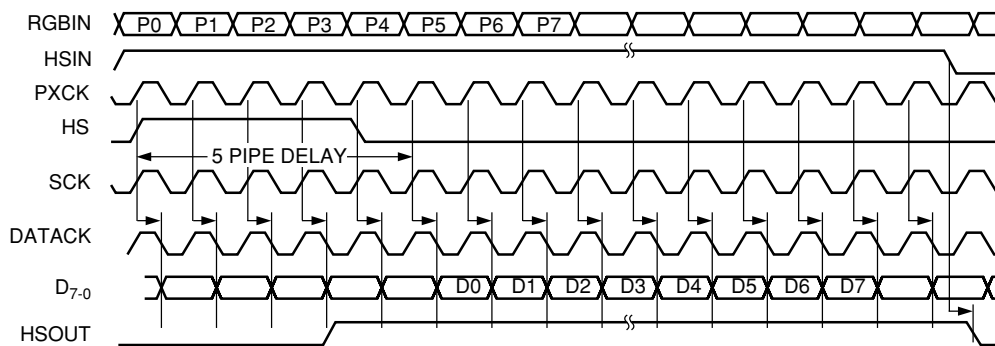 RGBIN P0 P1 P2 P3 P4 P5 P6 P7
HSIN
PXCK
HS
5 PIPE DELAY
SCK
DATACK
D7-0 D0 D1 D2 D3 D4 D5 D6 D7
HSOUT